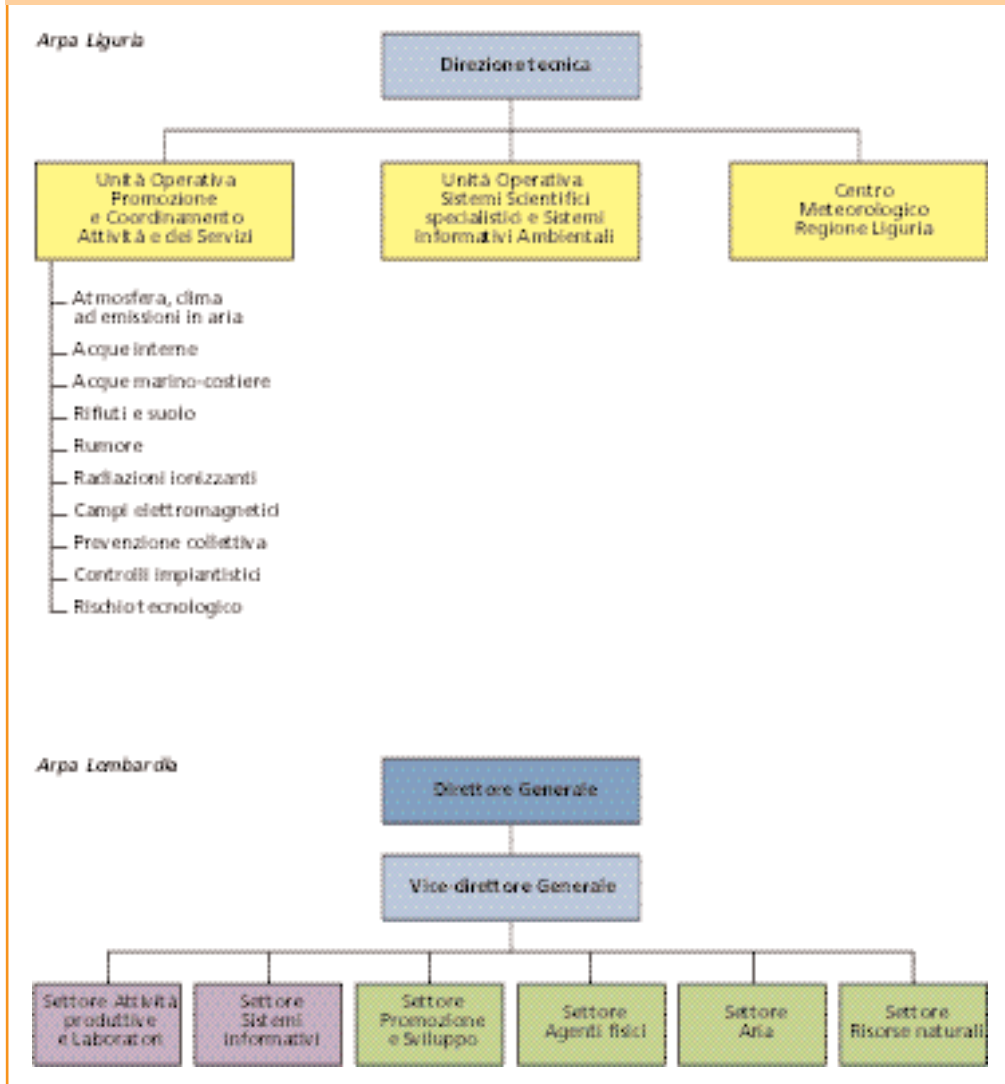 Arpa Liguria
Direzione tecnica
Unità Operativa
Promozione
e Coordinamento
Attività e dei Servizi
Unità Operativa
Sistemi Scientifici
specialistici e Sistemi
Informativi Ambientali
Centro
Meteorologico
Regione Liguria
Atmosfera, clima
ad emissioni in aria
Acque interne
Acque marino-costiere
Rifiuti e suolo
Rumore
Radiazioni ionizzanti
Campi elettromagnetici
Prevenzione collettiva
Controlli impiantistici
Rischio tecnologico
Arpa Lombardia
Direttore Generale
Vice-direttore Generale
Settore Attività
produttive
e Laboratori
Settore
Sistemi
informativi
Settore
Promozione
e Sviluppo
Settore
Agenti fisici
Settore
Aria
Settore
Risorse naturali